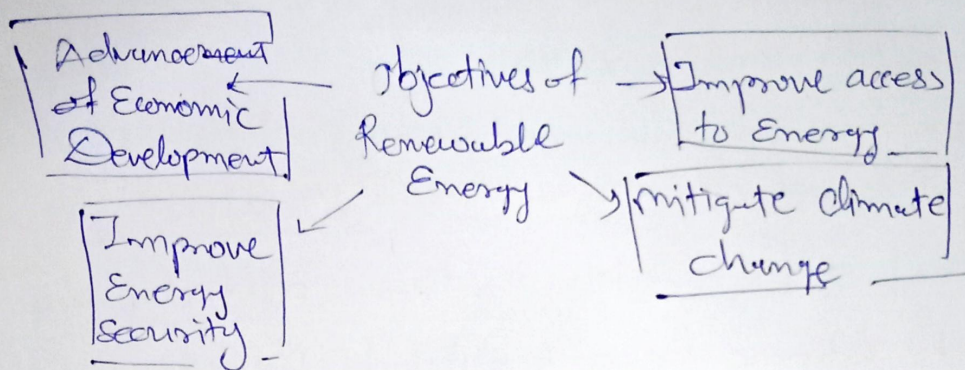 Advancement
of Economic
Development
Objectives of
Renewable
Energy
Improve access
to Energy
Improve
Energy
Security
mitigate climate
change